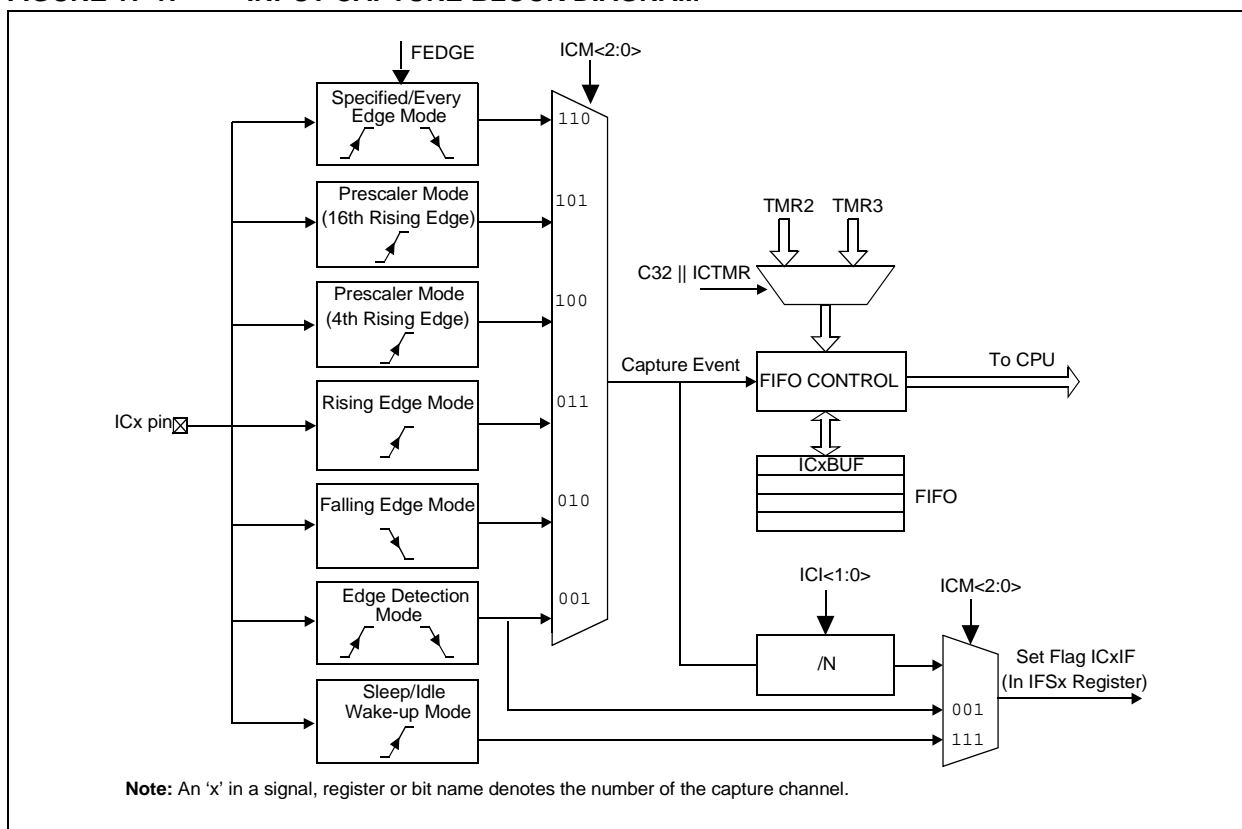 FEDGE
ICM<2:0>
Specified/Every
Edge Mode
110
Prescaler Mode
(16th Rising Edge)
101
TMR2 TMR3
C32 || ICTMR
Prescaler Mode
(4th Rising Edge)
100
Capture Event
FIFO CONTROL
To CPU
ICx pin
Rising Edge Mode
011
ICxBUF
FIFO
Falling Edge Mode
010
ICI<1:0>
ICM<2:0>
Edge Detection
Mode
001
/N
Set Flag ICxIF
(In IFSx Register)
Sleep/Idle
Wake-up Mode
001
111
Note: An ‘x’ in a signal, register or bit name denotes the number of the capture channel.